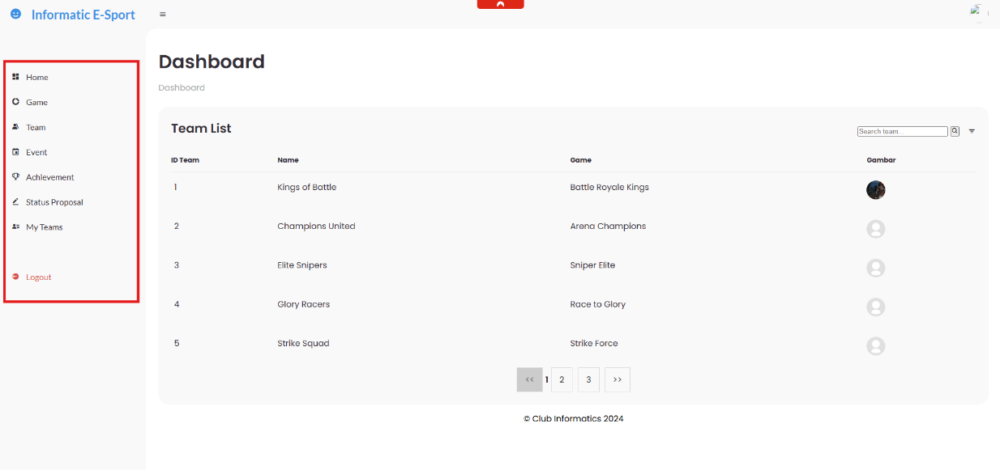 Informatic E-Sport
Home
Game
Team
Event
Achievement
Status Proposal
My Teams
Logout
Dashboard
Dashboard
Team List
Search team...
ID Team Name Game Gambar
1 Kings of Battle Battle Royale Kings
2 Champions United Arena Champions
3 Elite Snipers Sniper Elite
4 Glory Racers Race to Glory
5 Strike Squad Strike Force
<< 1 2 3 >>
© Club Informatics 2024